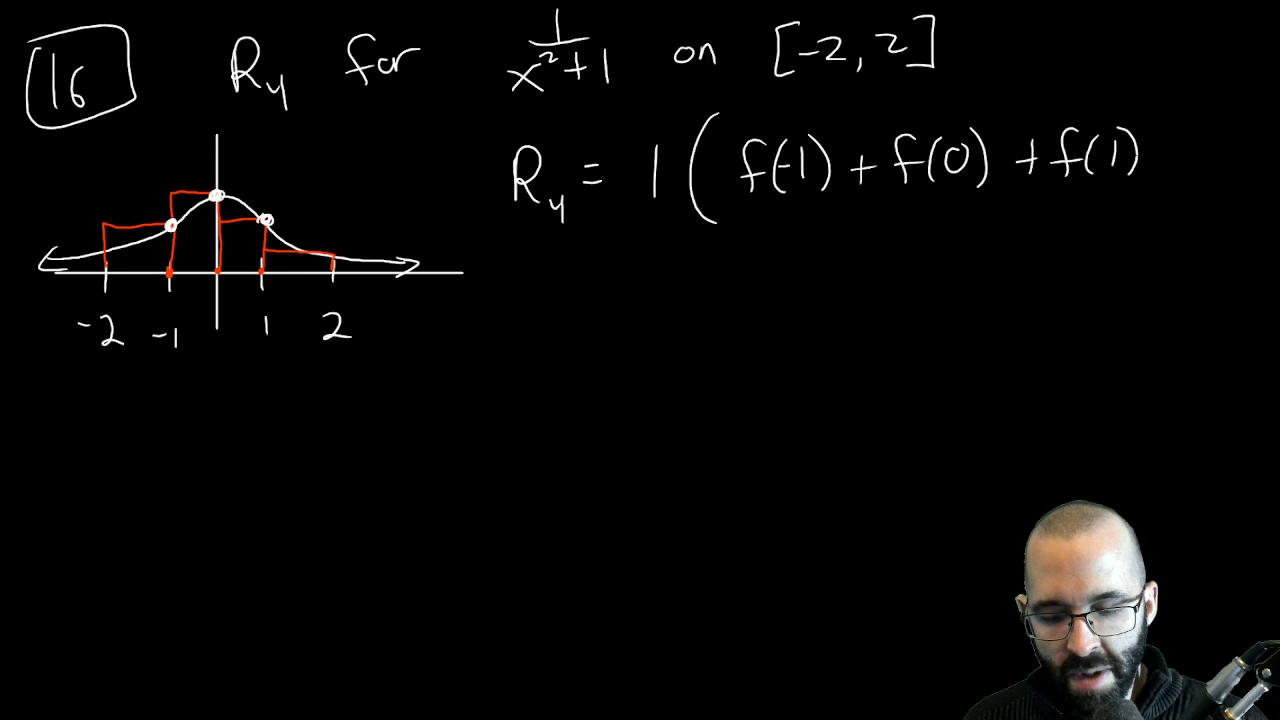 16 R₄ for 1/(x²+1) on [-2, 2]
R₄ = 1 ( f(-1) + f(0) + f(1)
-2 -1 1 2